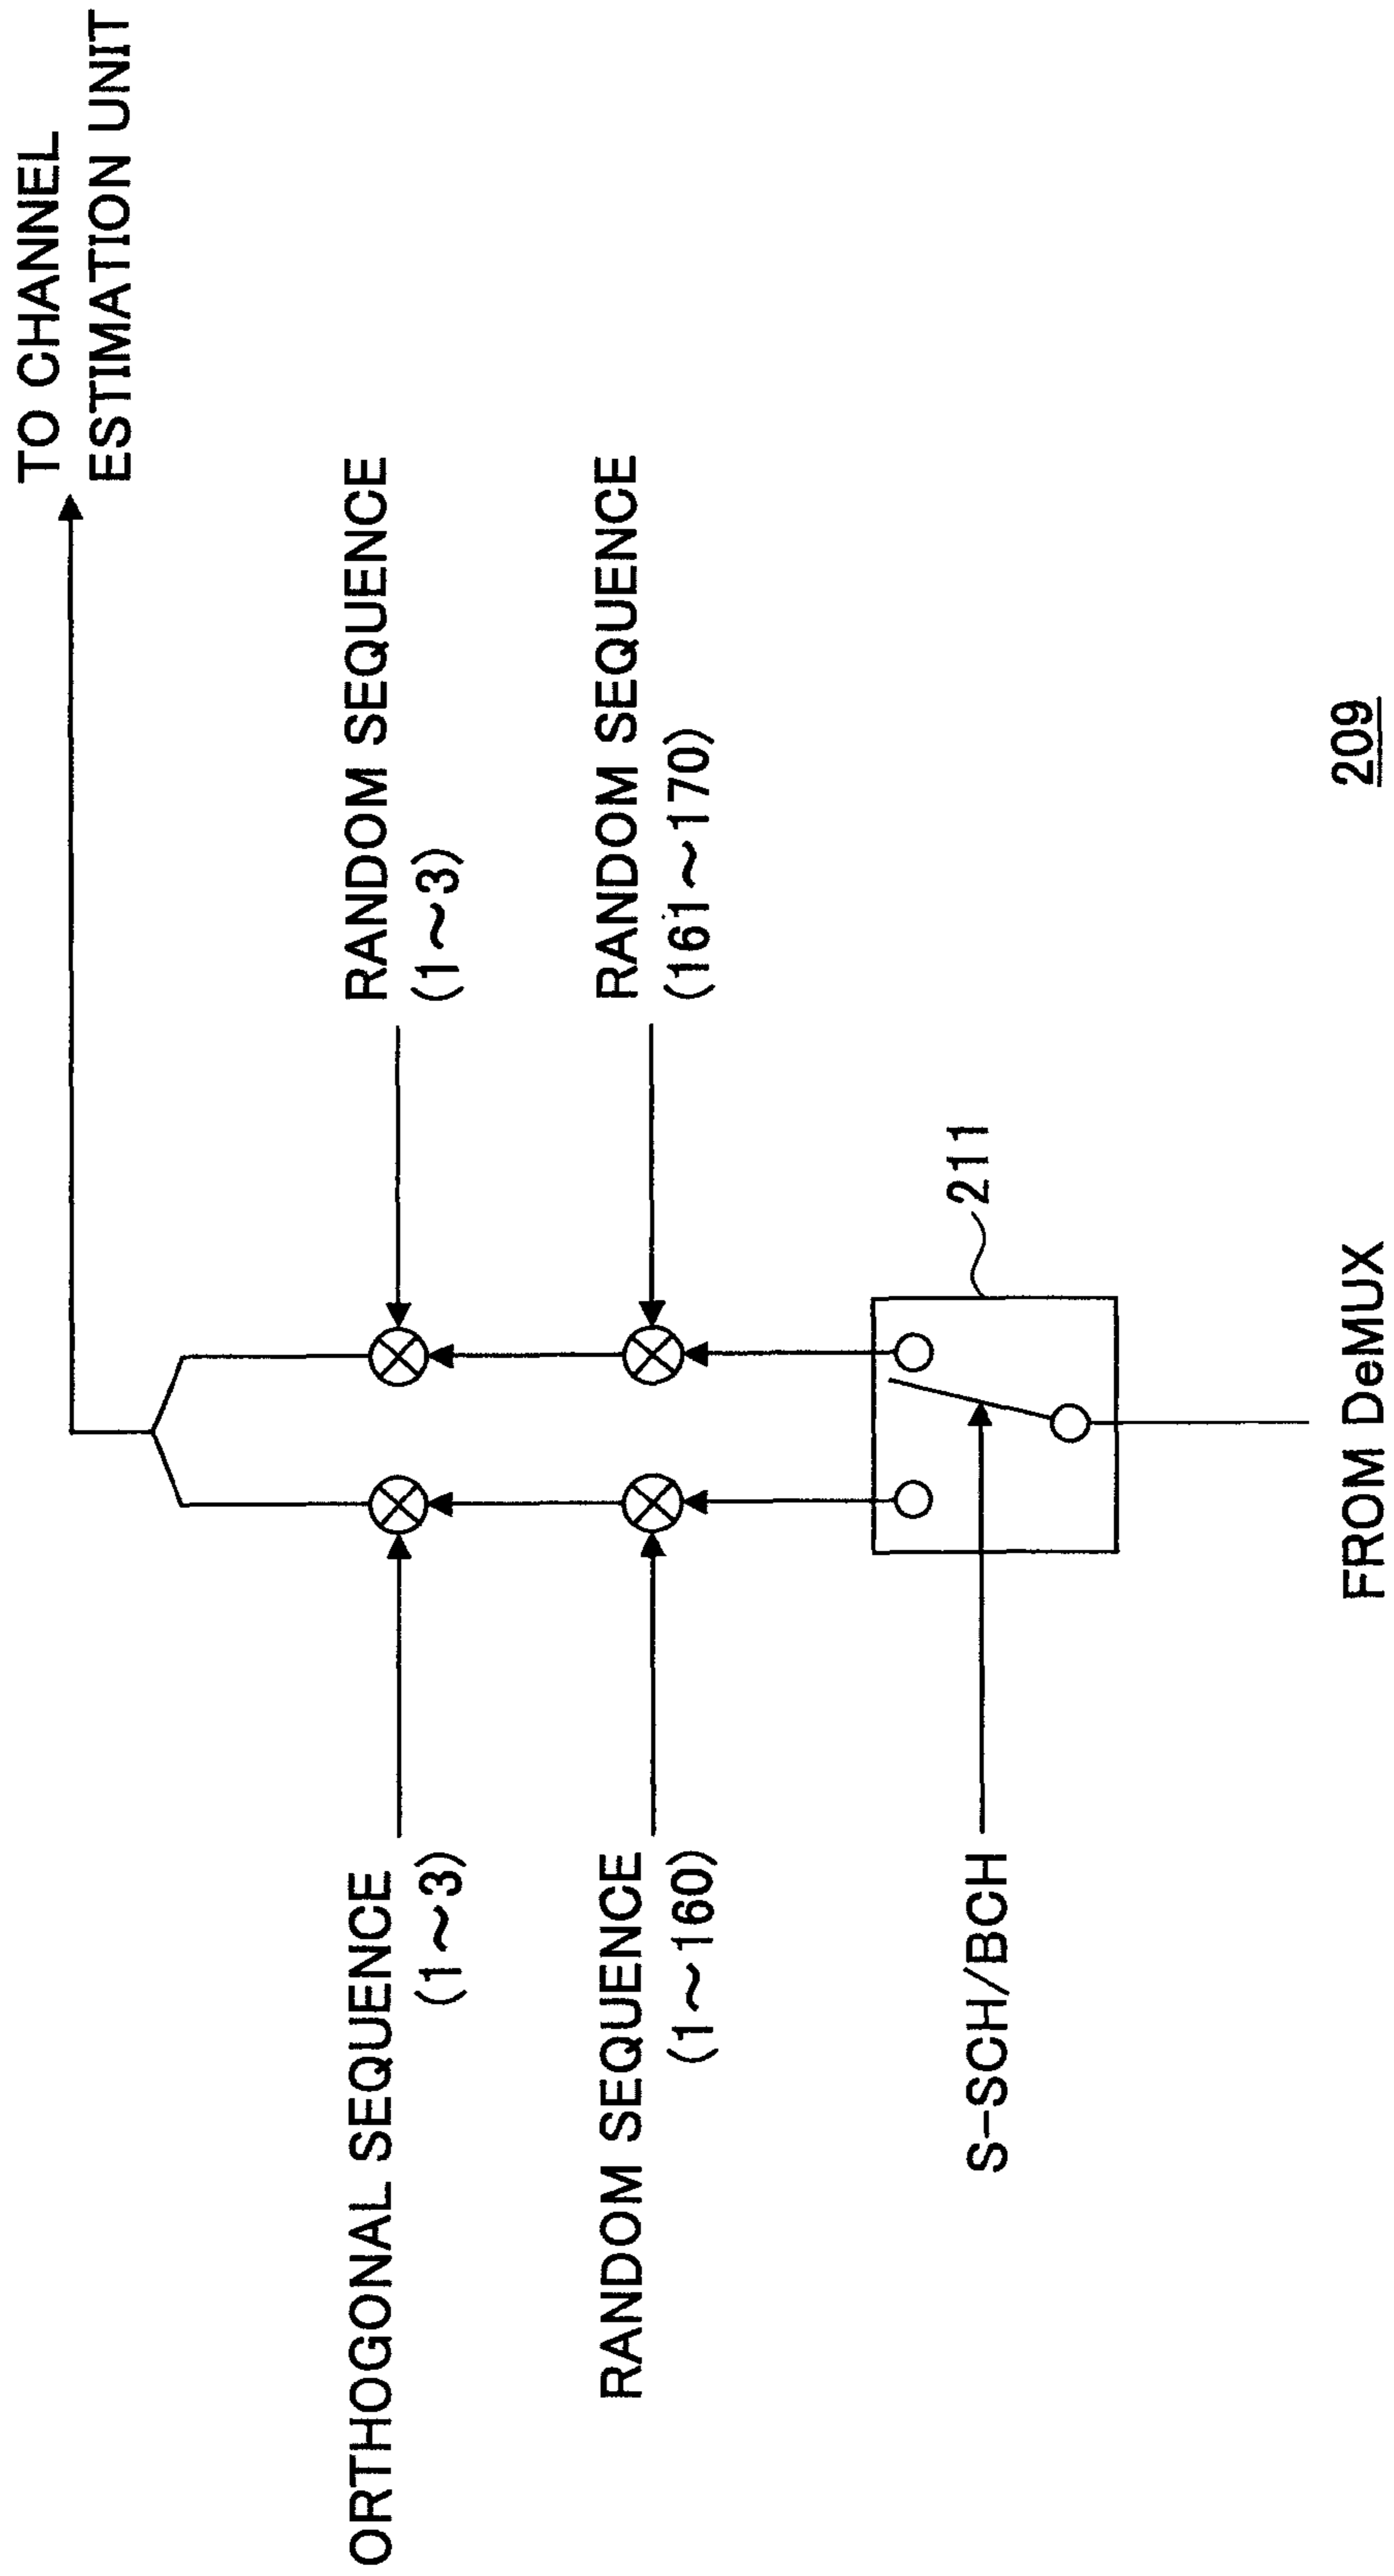 TO CHANNEL
ESTIMATION UNIT
ORTHOGONAL SEQUENCE
(1～3)
RANDOM SEQUENCE
(1～3)
RANDOM SEQUENCE
(1～160)
RANDOM SEQUENCE
(161～170)
S-SCH/BCH
211
FROM DeMUX
209